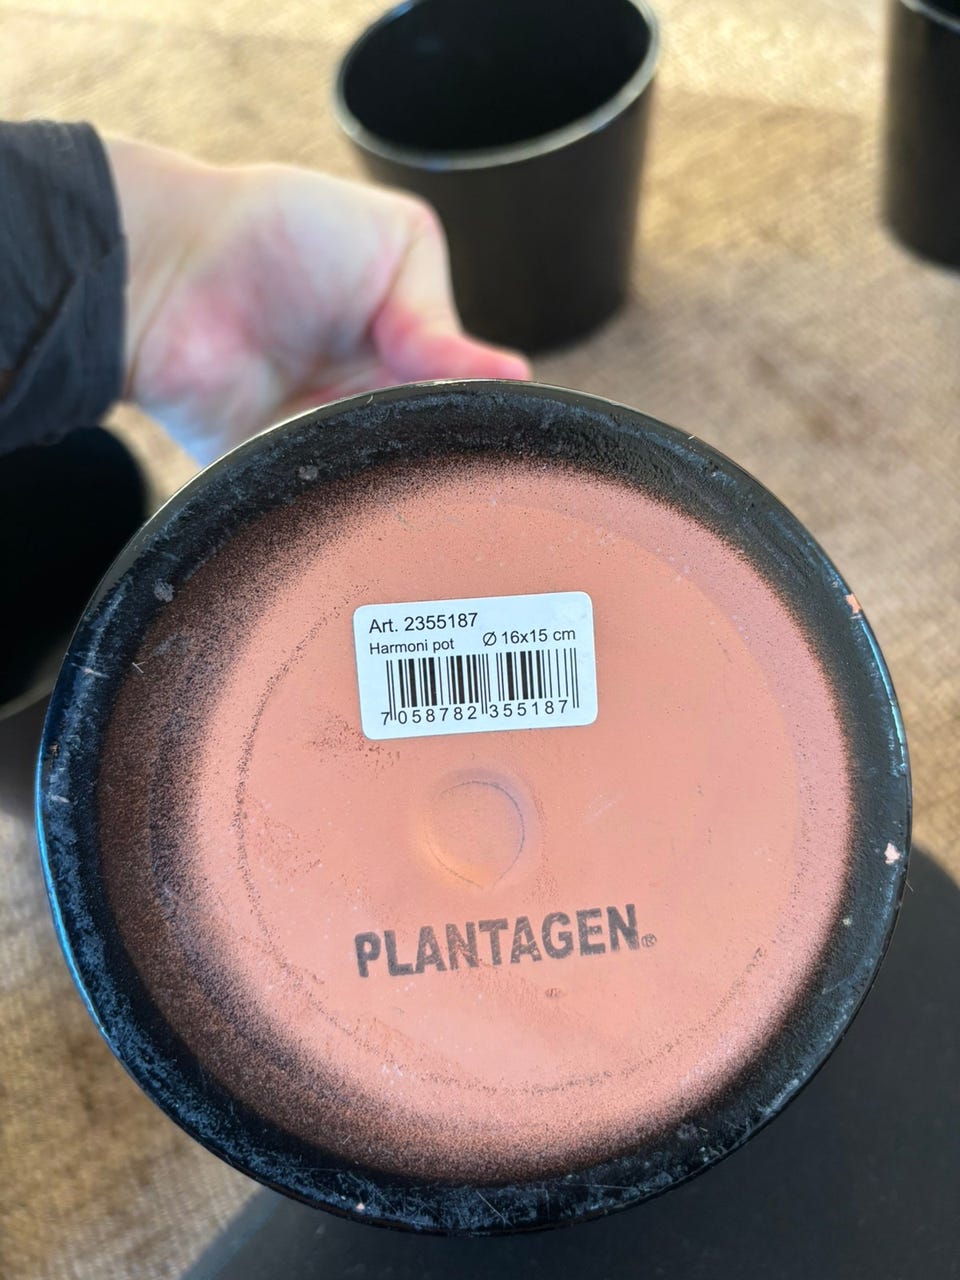 Art. 2355187
Harmoni pot Ø 16x15 cm
7 058782 355187
PLANTAGEN®